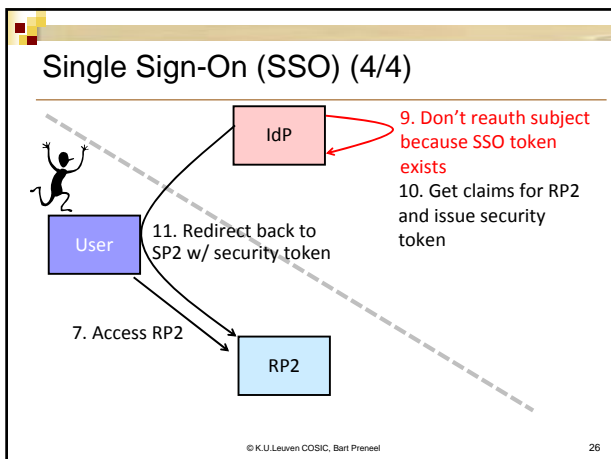 Single Sign-On (SSO) (4/4)
IdP
9. Don't reauth subject
because SSO token
exists
10. Get claims for RP2
and issue security
token
User
11. Redirect back to
SP2 w/ security token
7. Access RP2
RP2
© K.U.Leuven COSIC, Bart Preneel
26